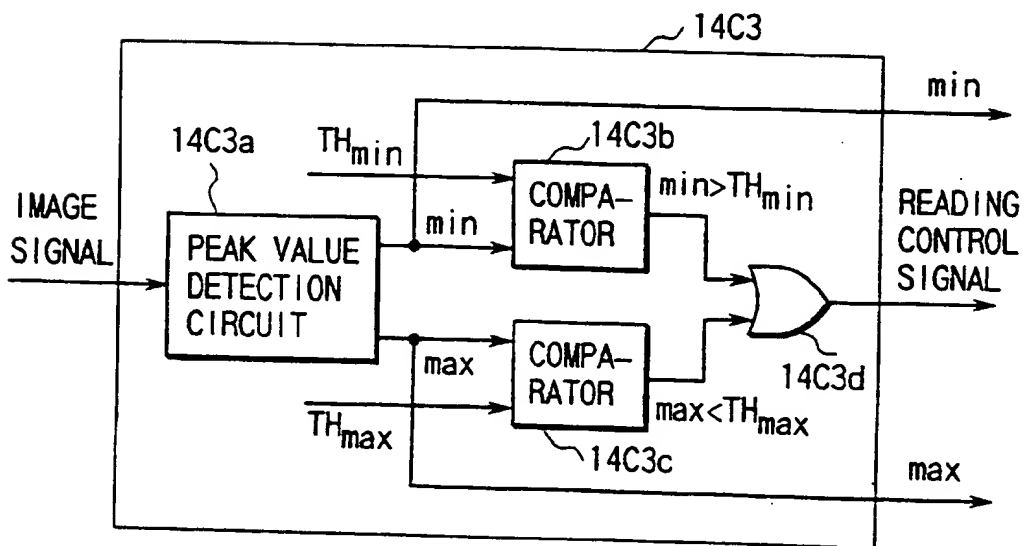 14C3
min
14C3a
TH_min
14C3b
IMAGE
SIGNAL
PEAK VALUE
DETECTION
CIRCUIT
min
COMPA-
RATOR
min>TH_min
READING
CONTROL
SIGNAL
max
COMPA-
RATOR
14C3d
TH_max
max<TH_max
14C3c
max